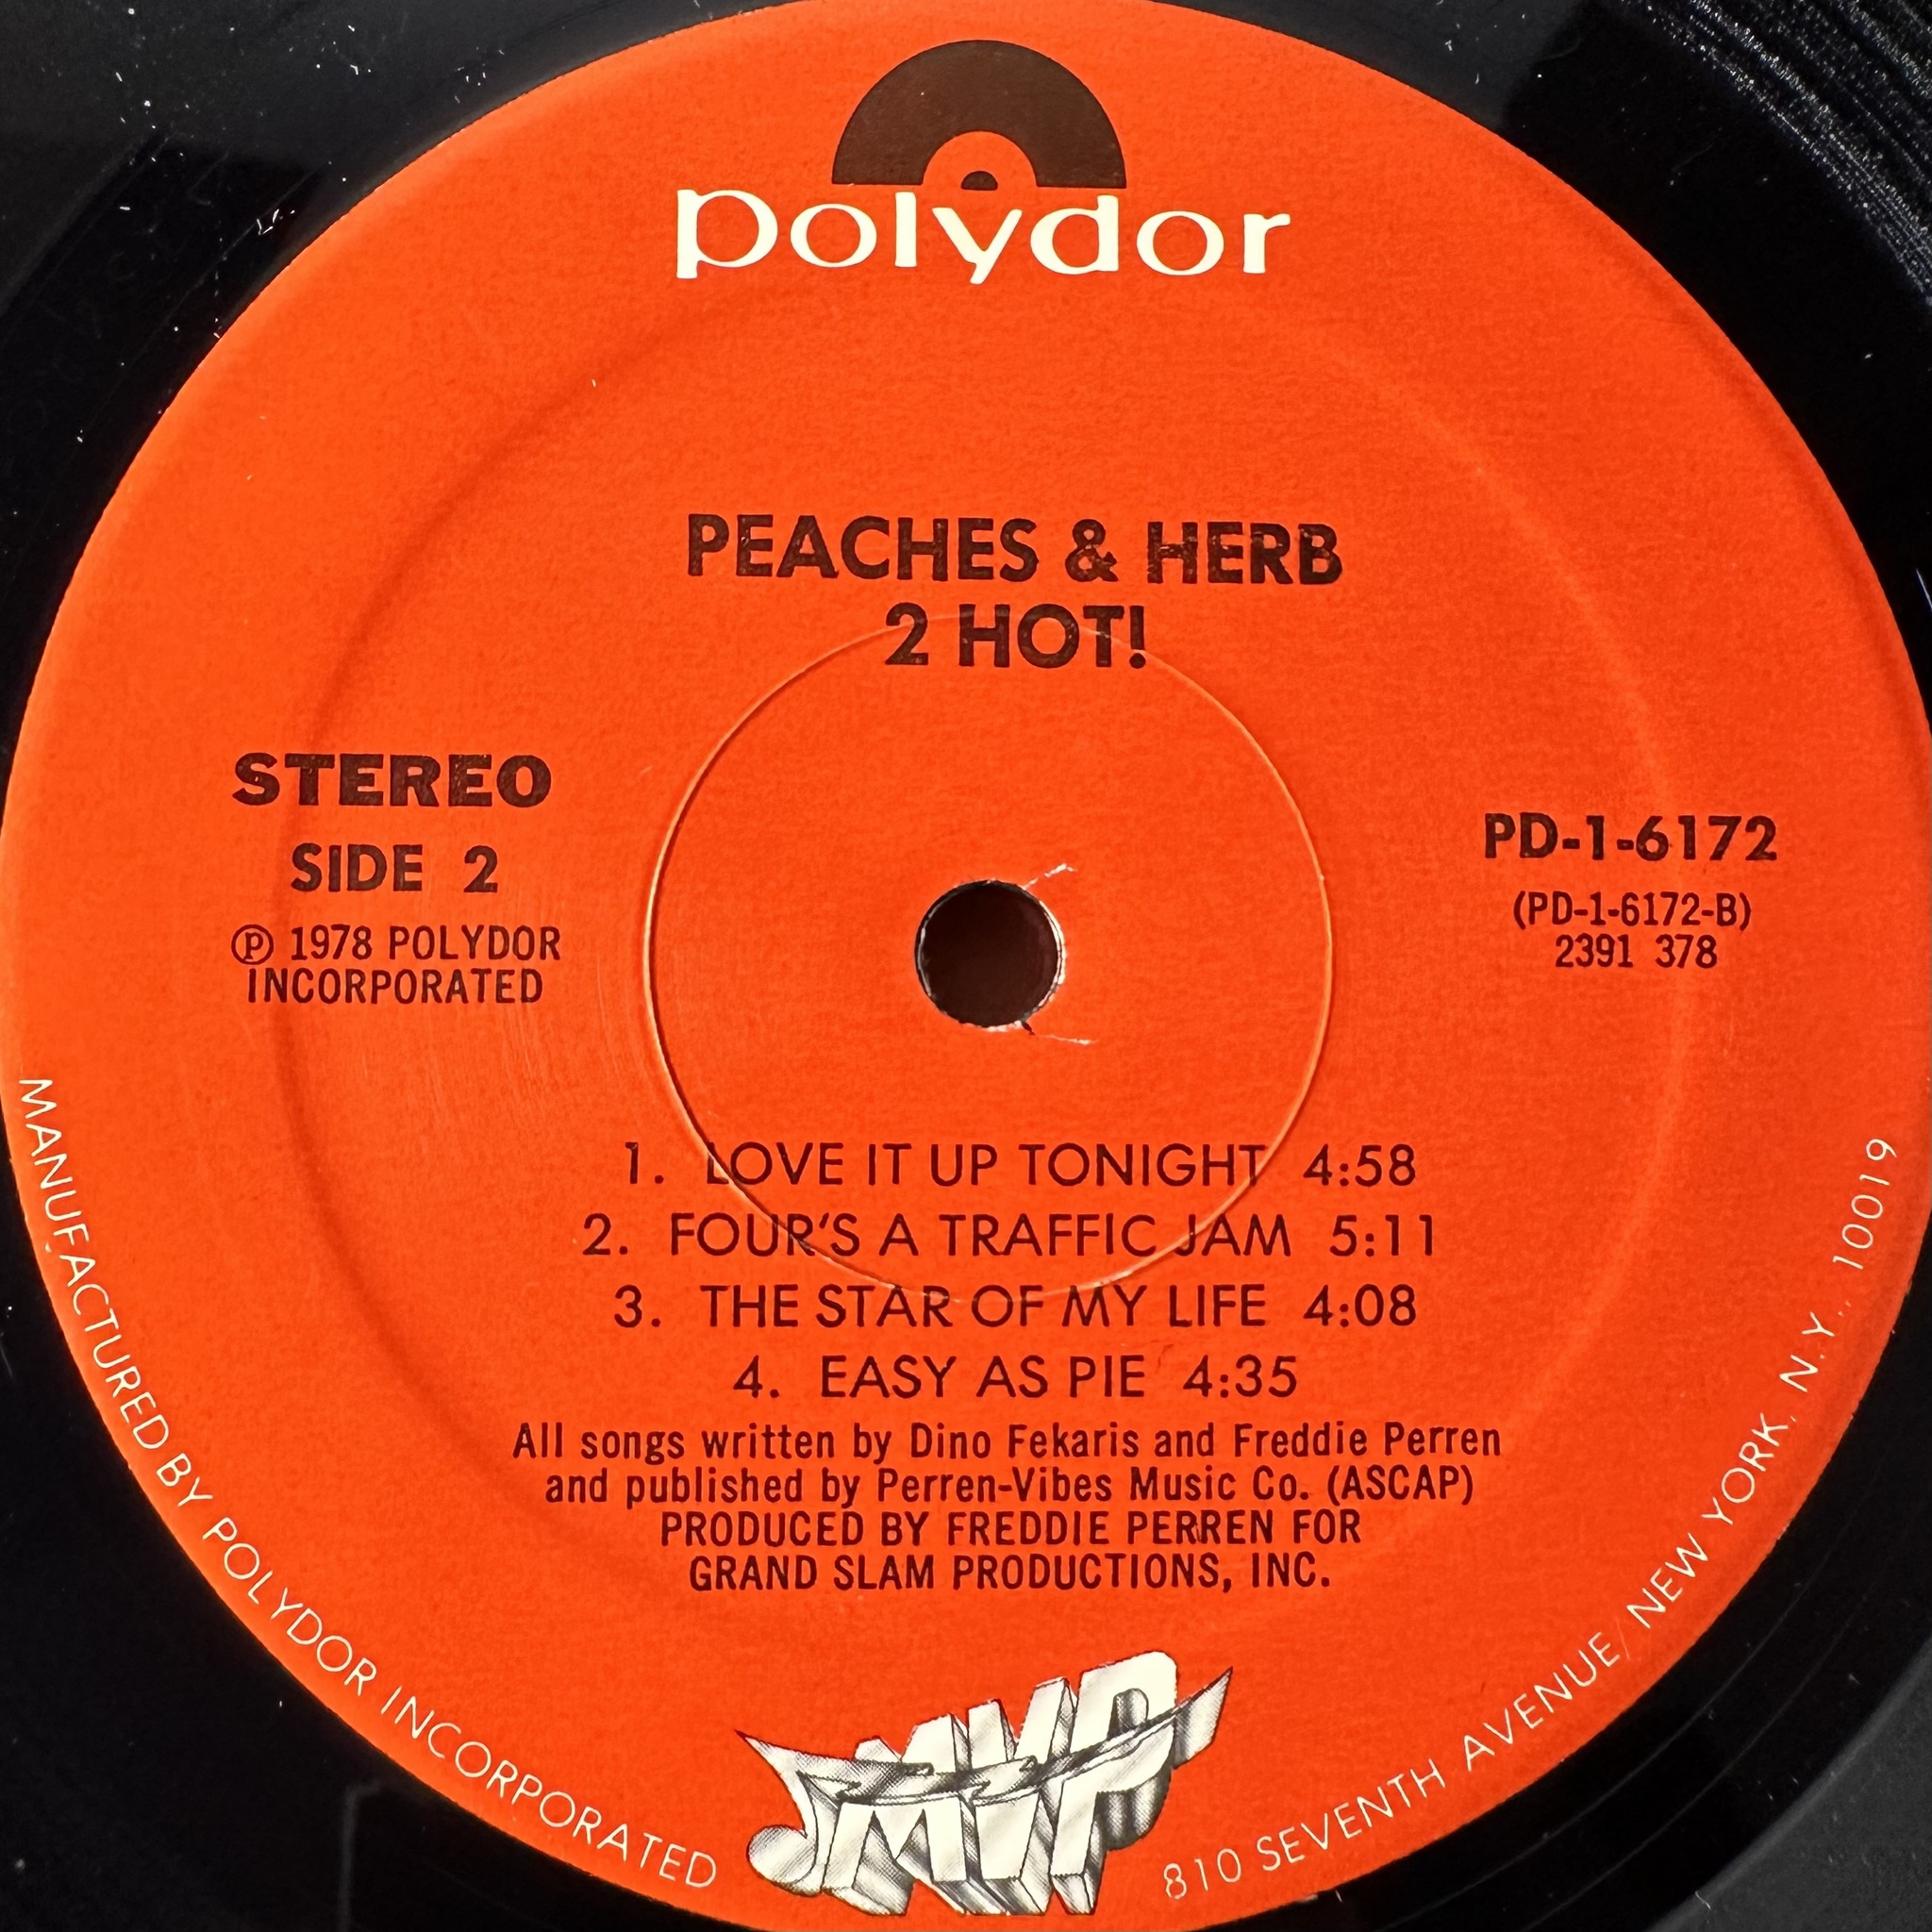 polydor
PEACHES & HERB
2 HOT!
STEREO
SIDE 2
℗ 1978 POLYDOR
INCORPORATED
PD-1-6172
(PD-1-6172-B)
2391 378
1. LOVE IT UP TONIGHT 4:58
2. FOUR'S A TRAFFIC JAM 5:11
3. THE STAR OF MY LIFE 4:08
4. EASY AS PIE 4:35
All songs written by Dino Fekaris and Freddie Perren
and published by Perren-Vibes Music Co. (ASCAP)
PRODUCED BY FREDDIE PERREN FOR
GRAND SLAM PRODUCTIONS, INC.
MVP
MANUFACTURED BY POLYDOR INCORPORATED
810 SEVENTH AVENUE/ NEW YORK, N.Y., 10019